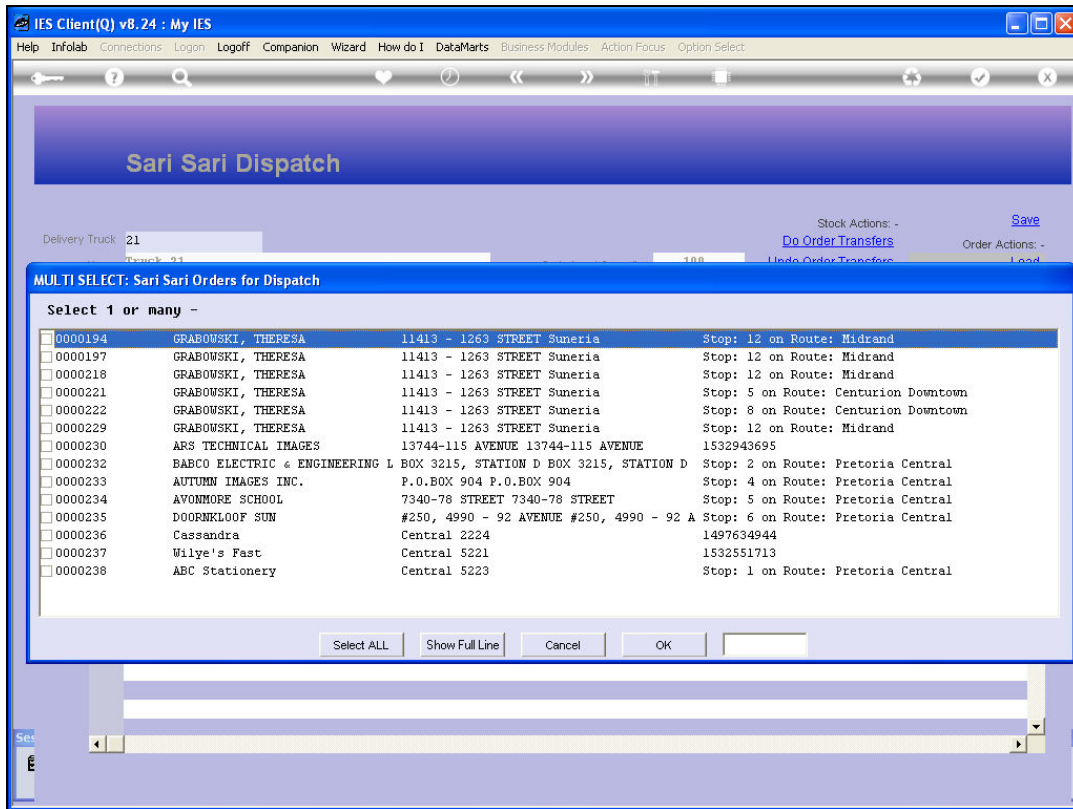 IES Client(Q) v8.24 : My IES
Help Infolab Connections Logon Logoff Companion Wizard How do I DataMarts Business Modules Action Focus Option Select
Sari Sari Dispatch
Stock Actions: - Save
Delivery Truck 21 Do Order Transfers Order Actions: -
Truck 21 100 Undo Order Transfers Load
MULTI SELECT: Sari Sari Orders for Dispatch
Select 1 or many -
0000194 GRABOWSKI, THERESA 11413 - 1263 STREET Suneria Stop: 12 on Route: Midrand
0000197 GRABOWSKI, THERESA 11413 - 1263 STREET Suneria Stop: 12 on Route: Midrand
0000218 GRABOWSKI, THERESA 11413 - 1263 STREET Suneria Stop: 12 on Route: Midrand
0000221 GRABOWSKI, THERESA 11413 - 1263 STREET Suneria Stop: 5 on Route: Centurion Downtown
0000222 GRABOWSKI, THERESA 11413 - 1263 STREET Suneria Stop: 8 on Route: Centurion Downtown
0000229 GRABOWSKI, THERESA 11413 - 1263 STREET Suneria Stop: 12 on Route: Midrand
0000230 ARS TECHNICAL IMAGES 13744-115 AVENUE 13744-115 AVENUE 1532943695
0000232 BABCO ELECTRIC & ENGINEERING L BOX 3215, STATION D BOX 3215, STATION D Stop: 2 on Route: Pretoria Central
0000233 AUTUMN IMAGES INC. P.O.BOX 904 P.O.BOX 904 Stop: 4 on Route: Pretoria Central
0000234 AVONMORE SCHOOL 7340-78 STREET 7340-78 STREET Stop: 5 on Route: Pretoria Central
0000235 DOORNKLOOF SUN #250, 4990 - 92 AVENUE #250, 4990 - 92 A Stop: 6 on Route: Pretoria Central
0000236 Cassandra Central 2224 1497634944
0000237 Wilye's Fast Central 5221 1532551713
0000238 ABC Stationery Central 5223 Stop: 1 on Route: Pretoria Central
Select ALL Show Full Line Cancel OK
Ses